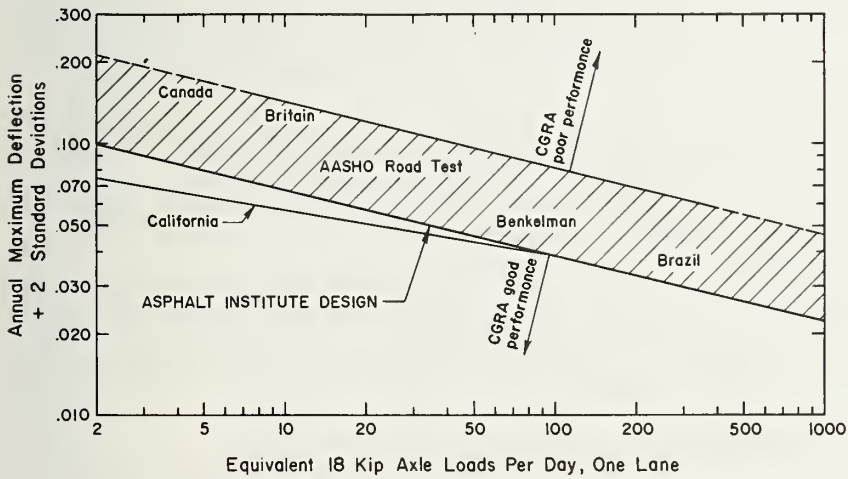 .300
.200
.100
.070
.050
.030
.020
.010
Annual Maximum Deflection
+ 2 Standard Deviations
Canada
Britain
AASHO Road Test
Benkelman
Brazil
California
ASPHALT INSTITUTE DESIGN
CGRA
poor performonce
CGRA good
performonce
2 5 10 20 50 100 200 500 1000
Equivalent 18 Kip Axle Loads Per Day, One Lane